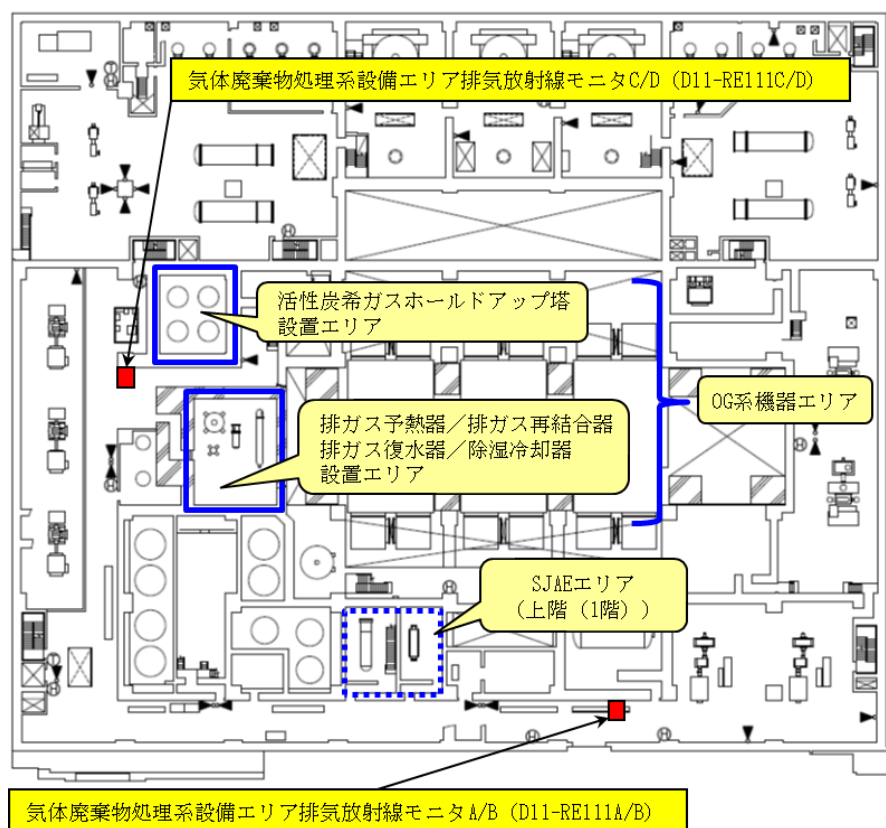 気体廃棄物処理系設備エリア排気放射線モニタC/D（D11-RE111C/D）
活性炭希ガスホールドアップ塔
設置エリア
OG系機器エリア
排ガス予熱器／排ガス再結合器
排ガス復水器／除湿冷却器
設置エリア
SJAEエリア
（上階（1階））
気体廃棄物処理系設備エリア排気放射線モニタA/B（D11-RE111A/B）